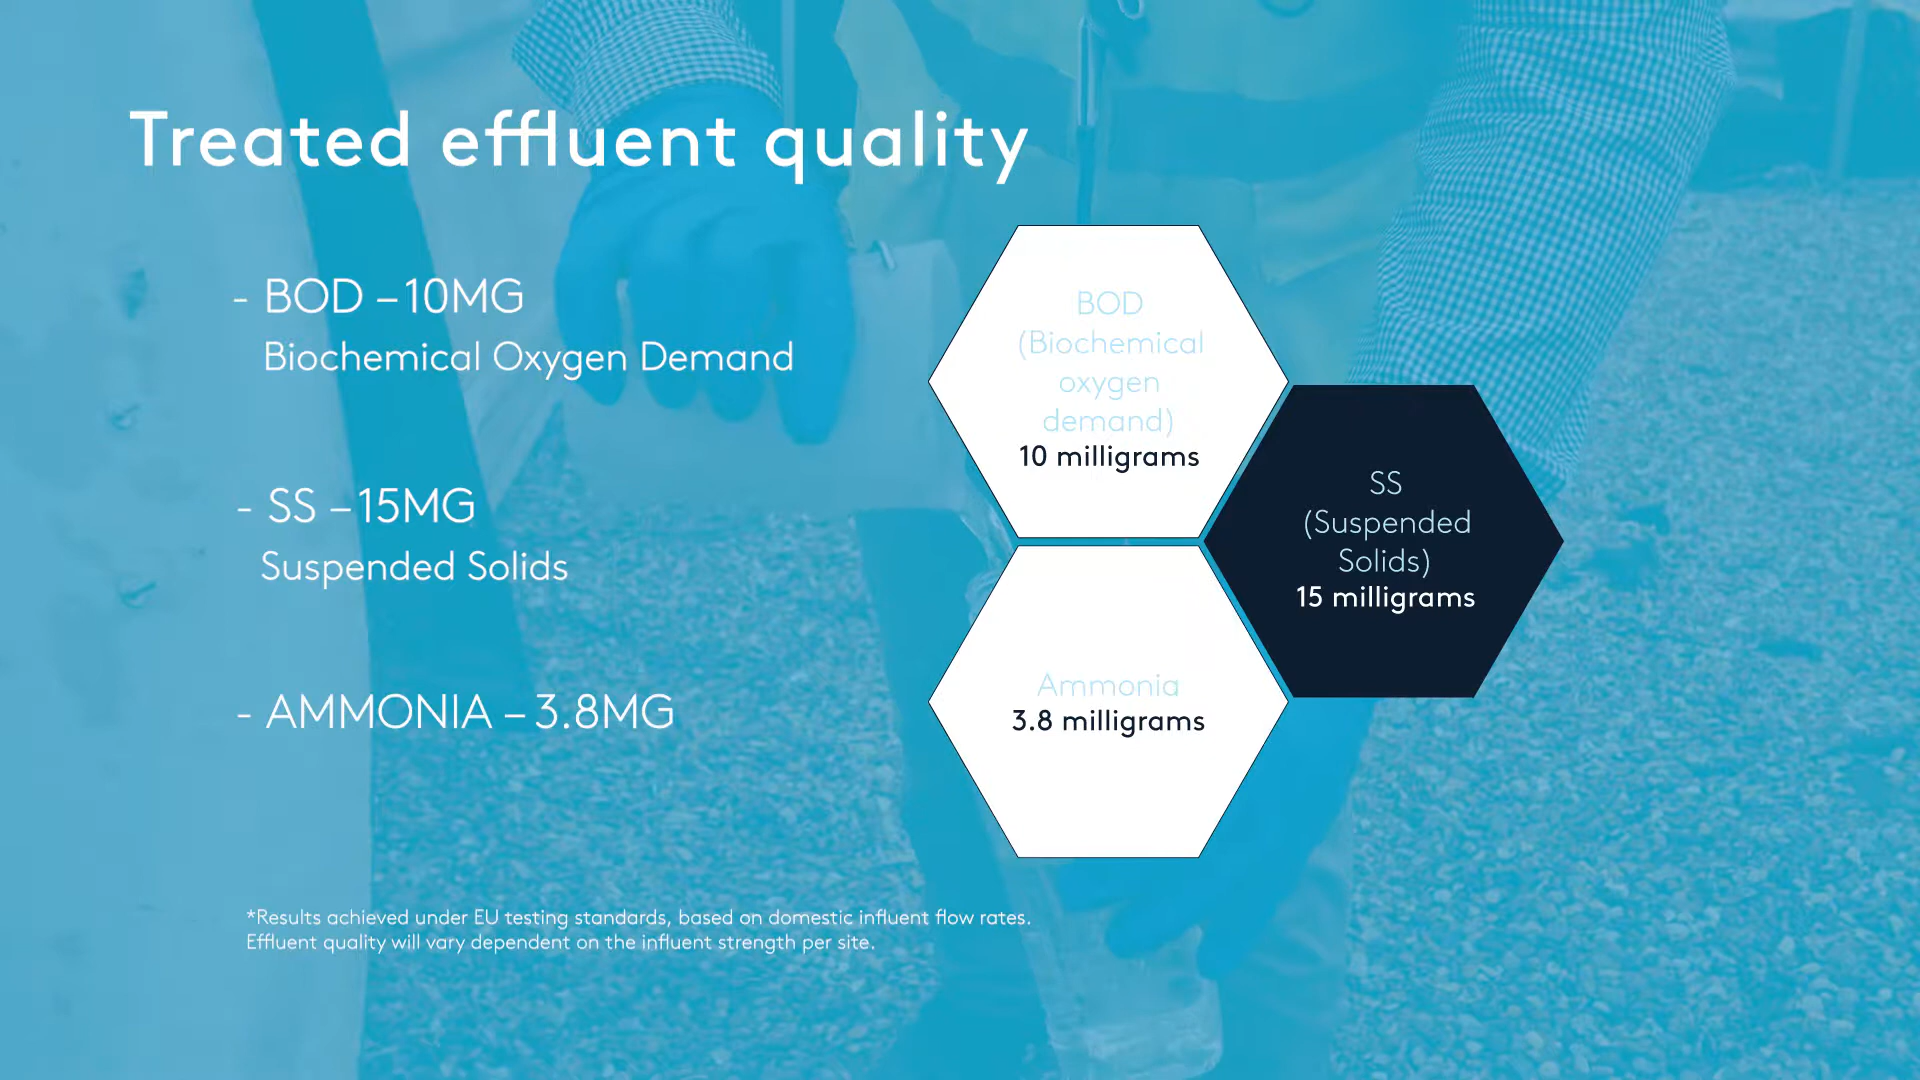 Treated effluent quality
- BOD – 10MG
Biochemical Oxygen Demand
- SS – 15MG
Suspended Solids
- AMMONIA – 3.8MG
BOD
(Biochemical
oxygen
demand)
10 milligrams
SS
(Suspended
Solids)
15 milligrams
Ammonia
3.8 milligrams
*Results achieved under EU testing standards, based on domestic influent flow rates.
Effluent quality will vary dependent on the influent strength per site.